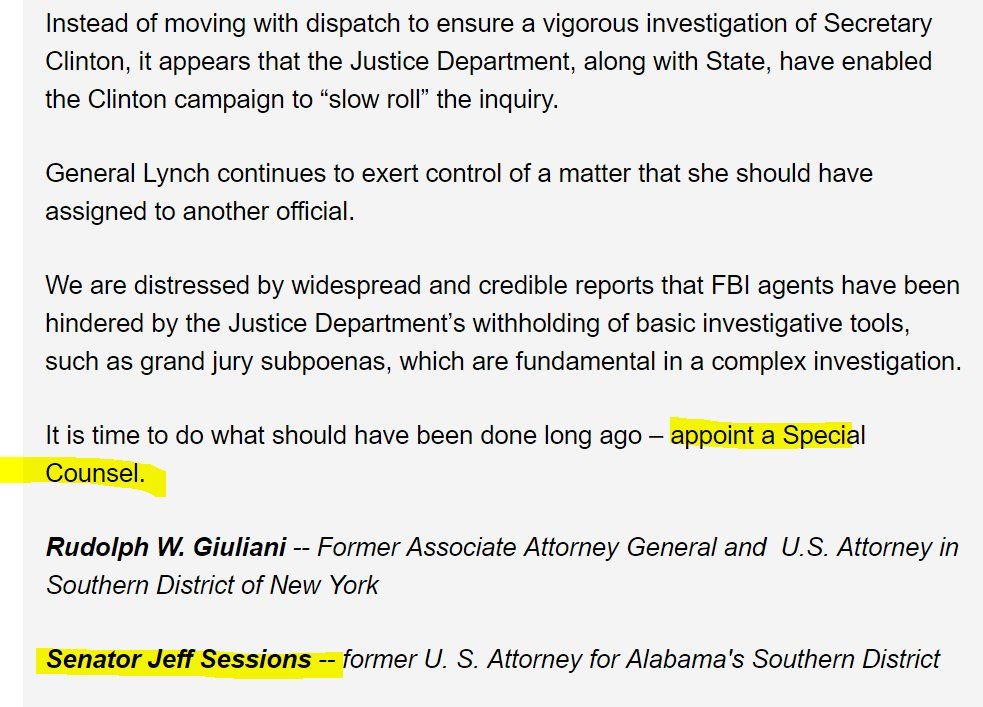 Instead of moving with dispatch to ensure a vigorous investigation of Secretary
Clinton, it appears that the Justice Department, along with State, have enabled
the Clinton campaign to “slow roll” the inquiry.
General Lynch continues to exert control of a matter that she should have
assigned to another official.
We are distressed by widespread and credible reports that FBI agents have been
hindered by the Justice Department’s withholding of basic investigative tools,
such as grand jury subpoenas, which are fundamental in a complex investigation.
It is time to do what should have been done long ago – appoint a Special
Counsel.
Rudolph W. Giuliani -- Former Associate Attorney General and  U.S. Attorney in
Southern District of New York
Senator Jeff Sessions -- former U. S. Attorney for Alabama's Southern District